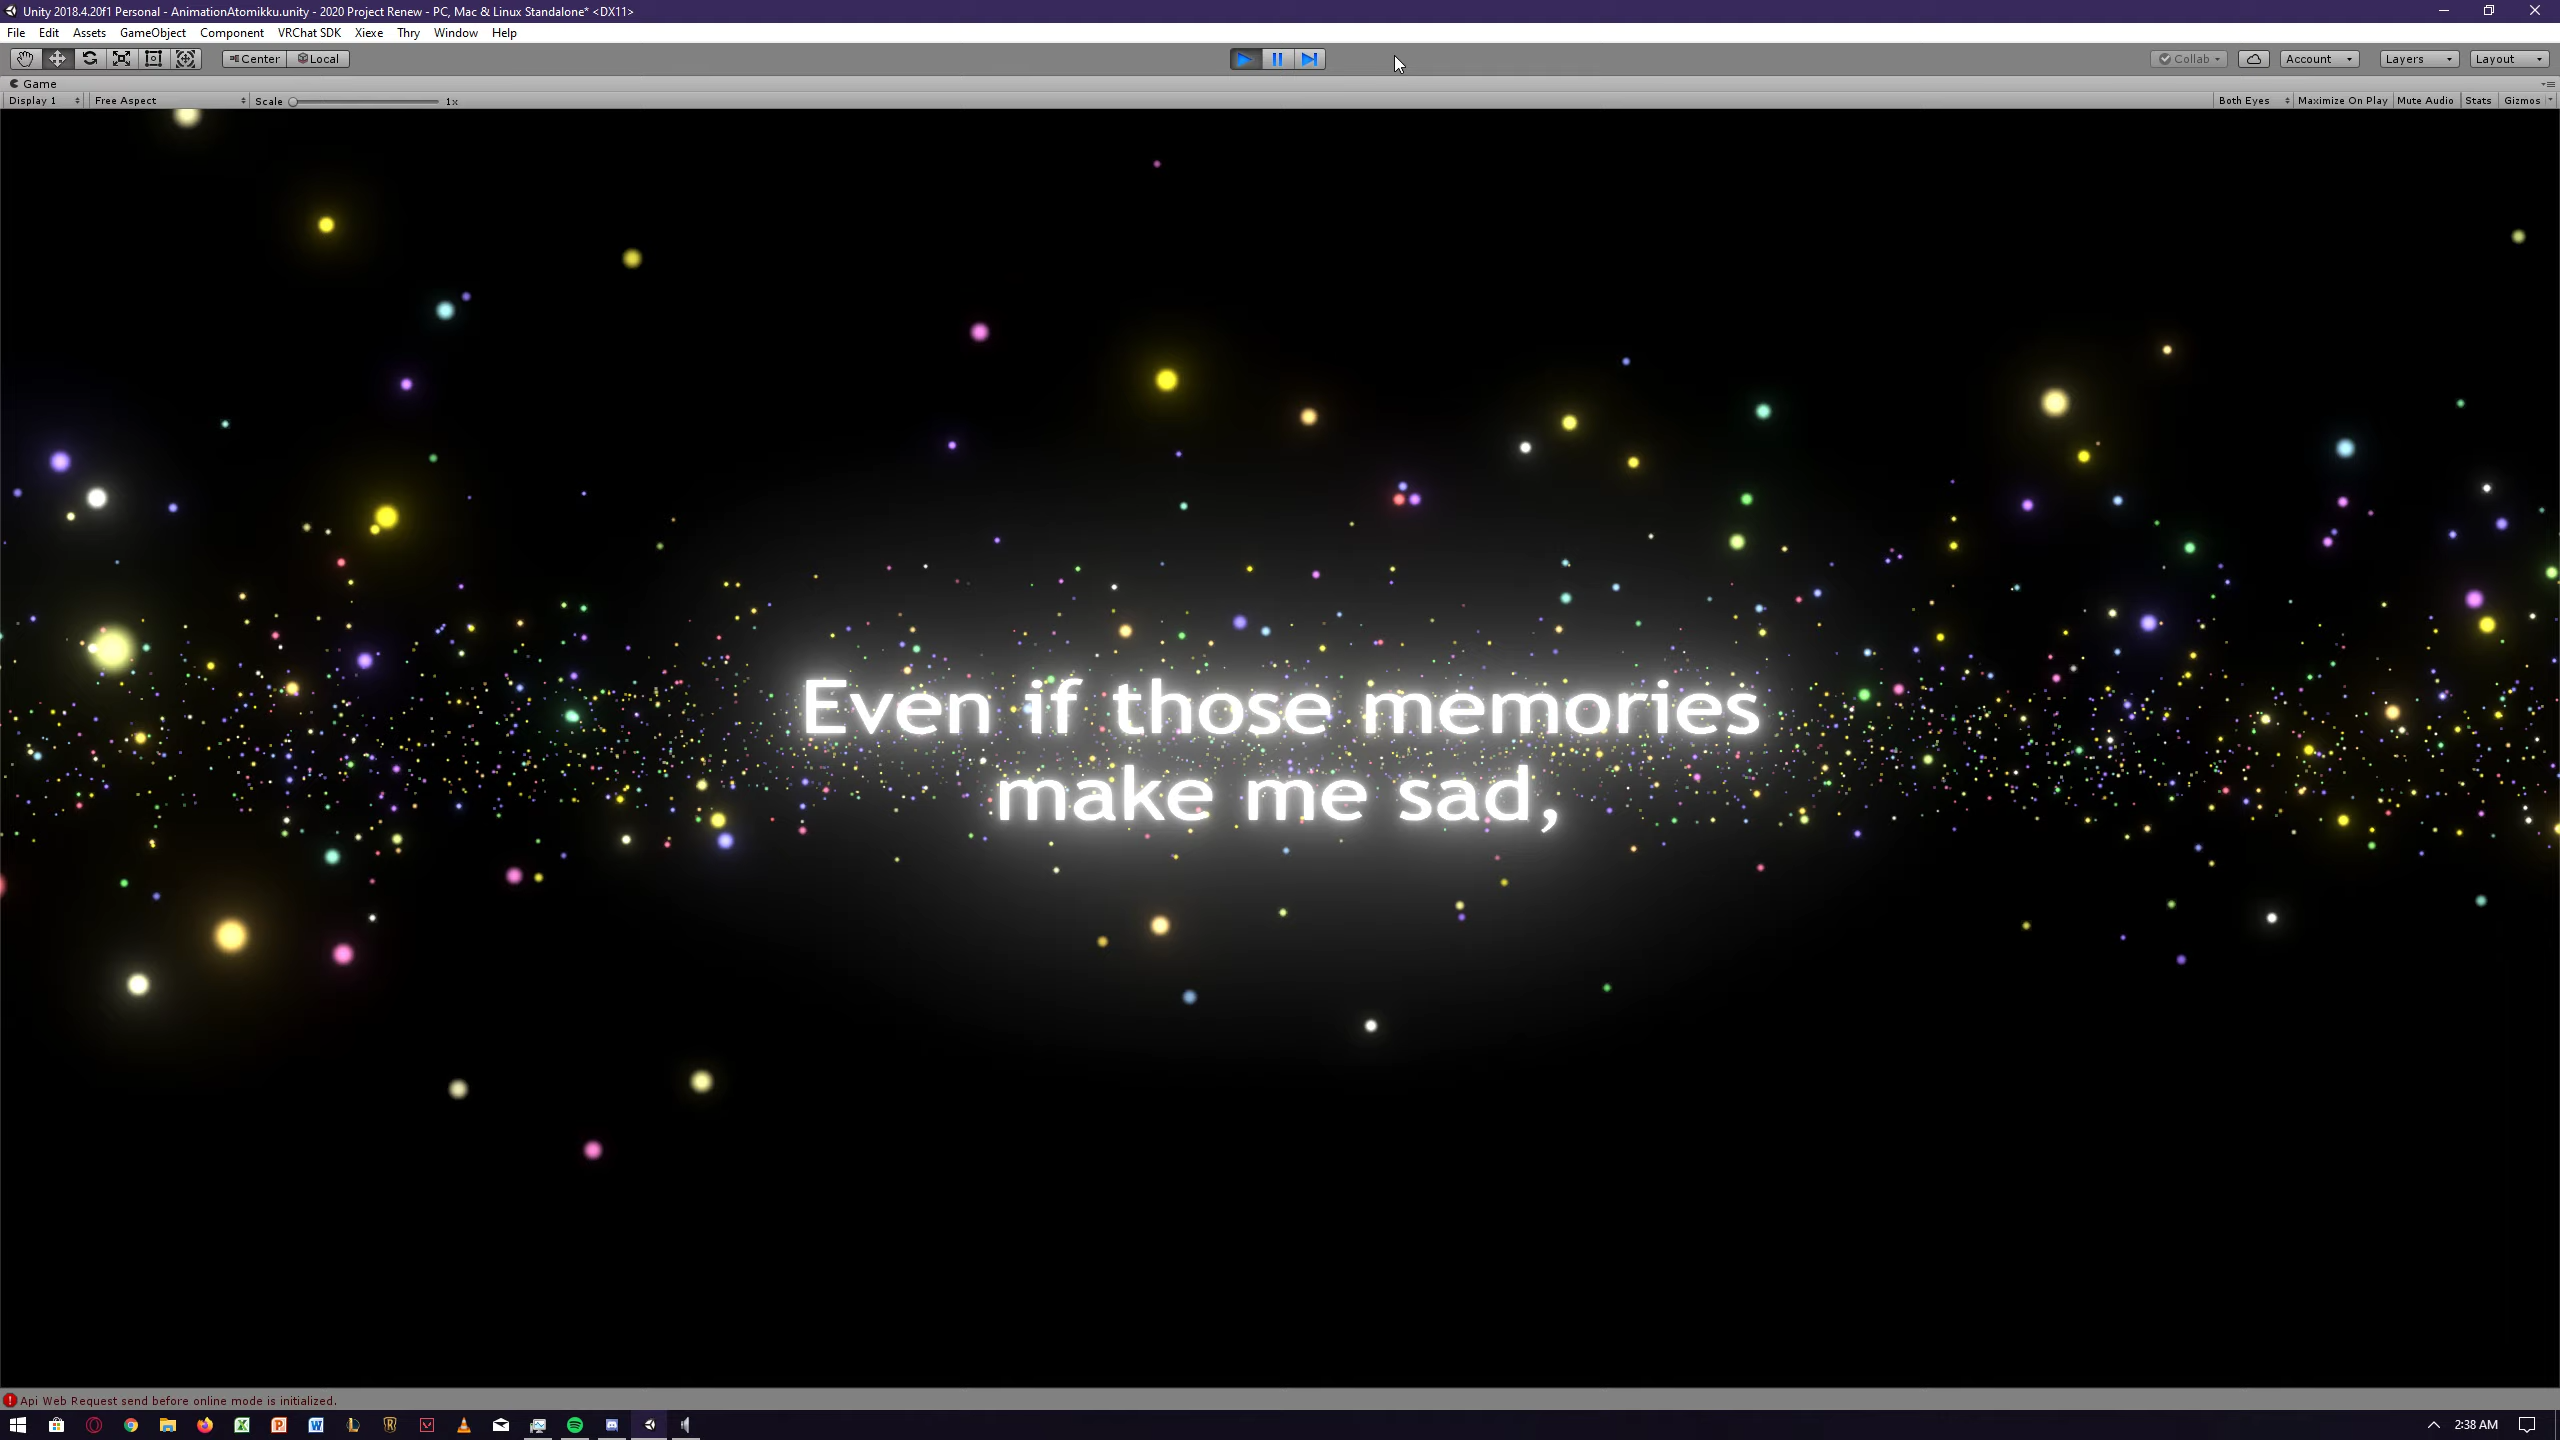 Unity 2018.4.20f1 Personal - AnimationAtomikku.unity - 2020 Project Renew - PC, Mac & Linux Standalone* <DX11>
File Edit Assets GameObject Component VRChat SDK Xiexe Thry Window Help
Center Local Collab Account Layers Layout
Game
Display 1 Free Aspect Scale 1x Both Eyes Maximize On Play Mute Audio Stats Gizmos
Even if those memories
make me sad,
Api Web Request send before online mode is initialized.
2:38 AM